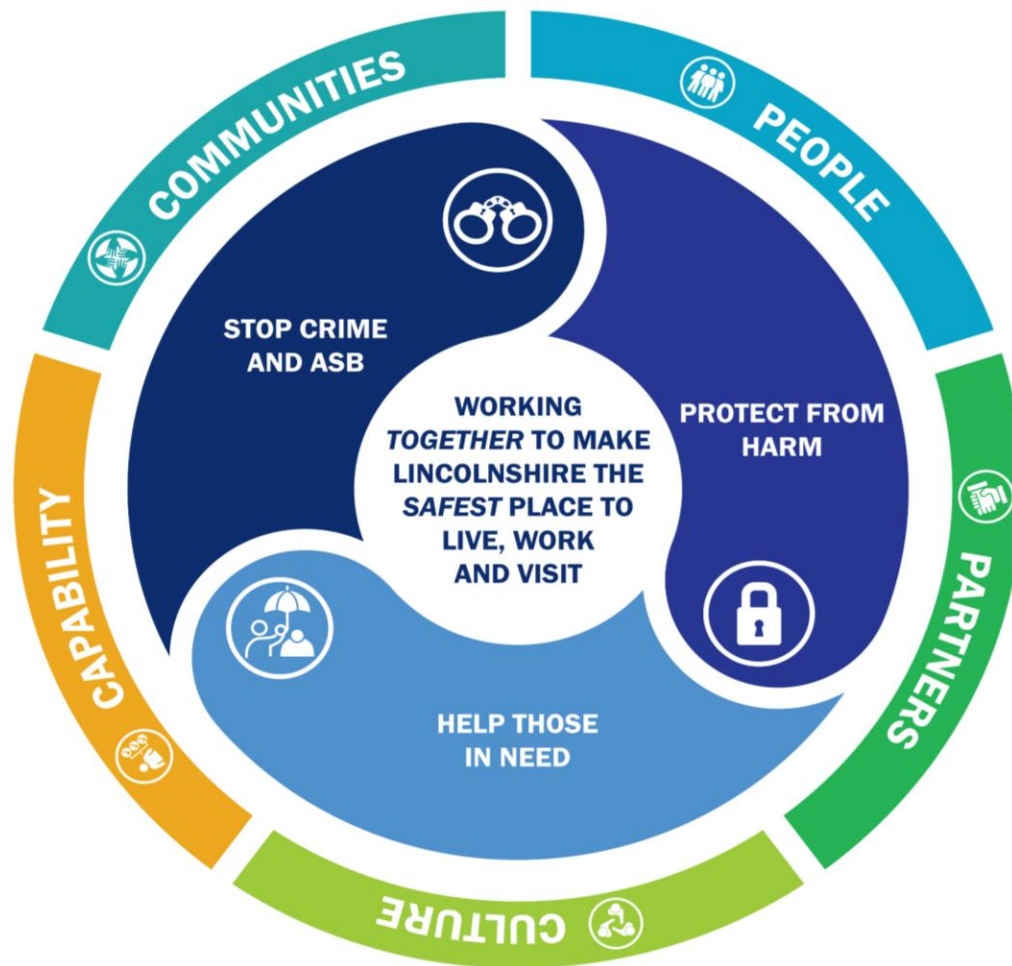 COMMUNITIES
PEOPLE
PARTNERS
CULTURE
CAPABILITY
STOP CRIME
AND ASB
PROTECT FROM
HARM
HELP THOSE
IN NEED
WORKING
TOGETHER TO MAKE
LINCOLNSHIRE THE
SAFEST PLACE TO
LIVE, WORK
AND VISIT